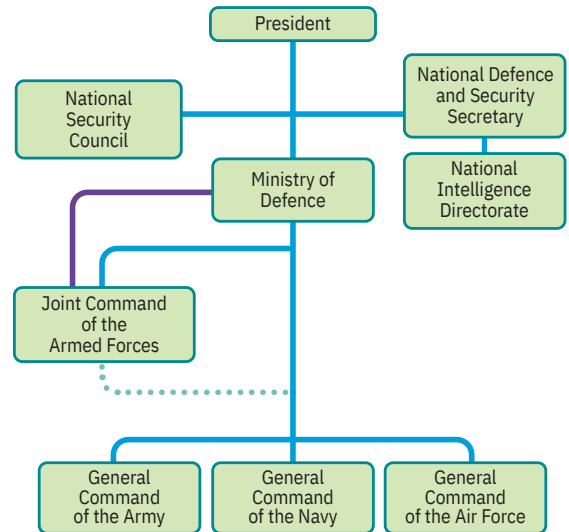 President
National
Security
Council
National Defence
and Security
Secretary
National
Intelligence
Directorate
Ministry of
Defence
Joint Command
of the
Armed Forces
General
Command
of the Army
General
Command
of the Navy
General
Command
of the Air Force